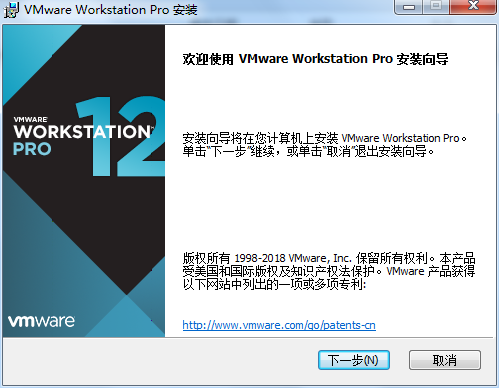 VMware Workstation Pro 安装
欢迎使用 VMware Workstation Pro 安装向导
VMWARE
WORKSTATION
PRO
12
安装向导将在您计算机上安装 VMware Workstation Pro。
单击“下一步”继续，或单击“取消”退出安装向导。
版权所有 1998-2018 VMware, Inc. 保留所有权利。本产品
受美国和国际版权及知识产权法保护。VMware 产品获得
以下网站中列出的一项或多项专利:
vmware
http://www.vmware.com/go/patents-cn
下一步(N)
取消